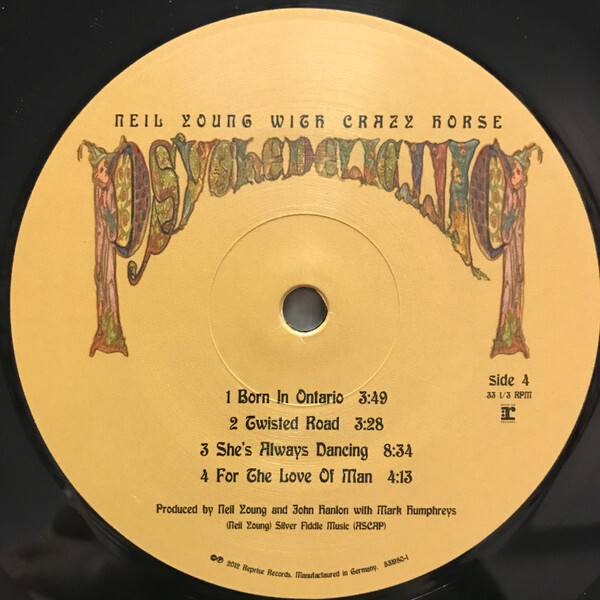 NEIL YOUNG WITH CRAZY HORSE
PSYCHEDELIC PILL
Side 4
33 1/3 RPM
r
1 Born In Ontario 3:49
2 Twisted Road 3:28
3 She's Always Dancing 8:34
4 For The Love Of Man 4:13
Produced by Neil Young and John Hanlon with Mark Humphreys
(Neil Young) Silver Fiddle Music (ASCAP)
©℗ 2012 Reprise Records. Manufactured in Germany. 531980-1